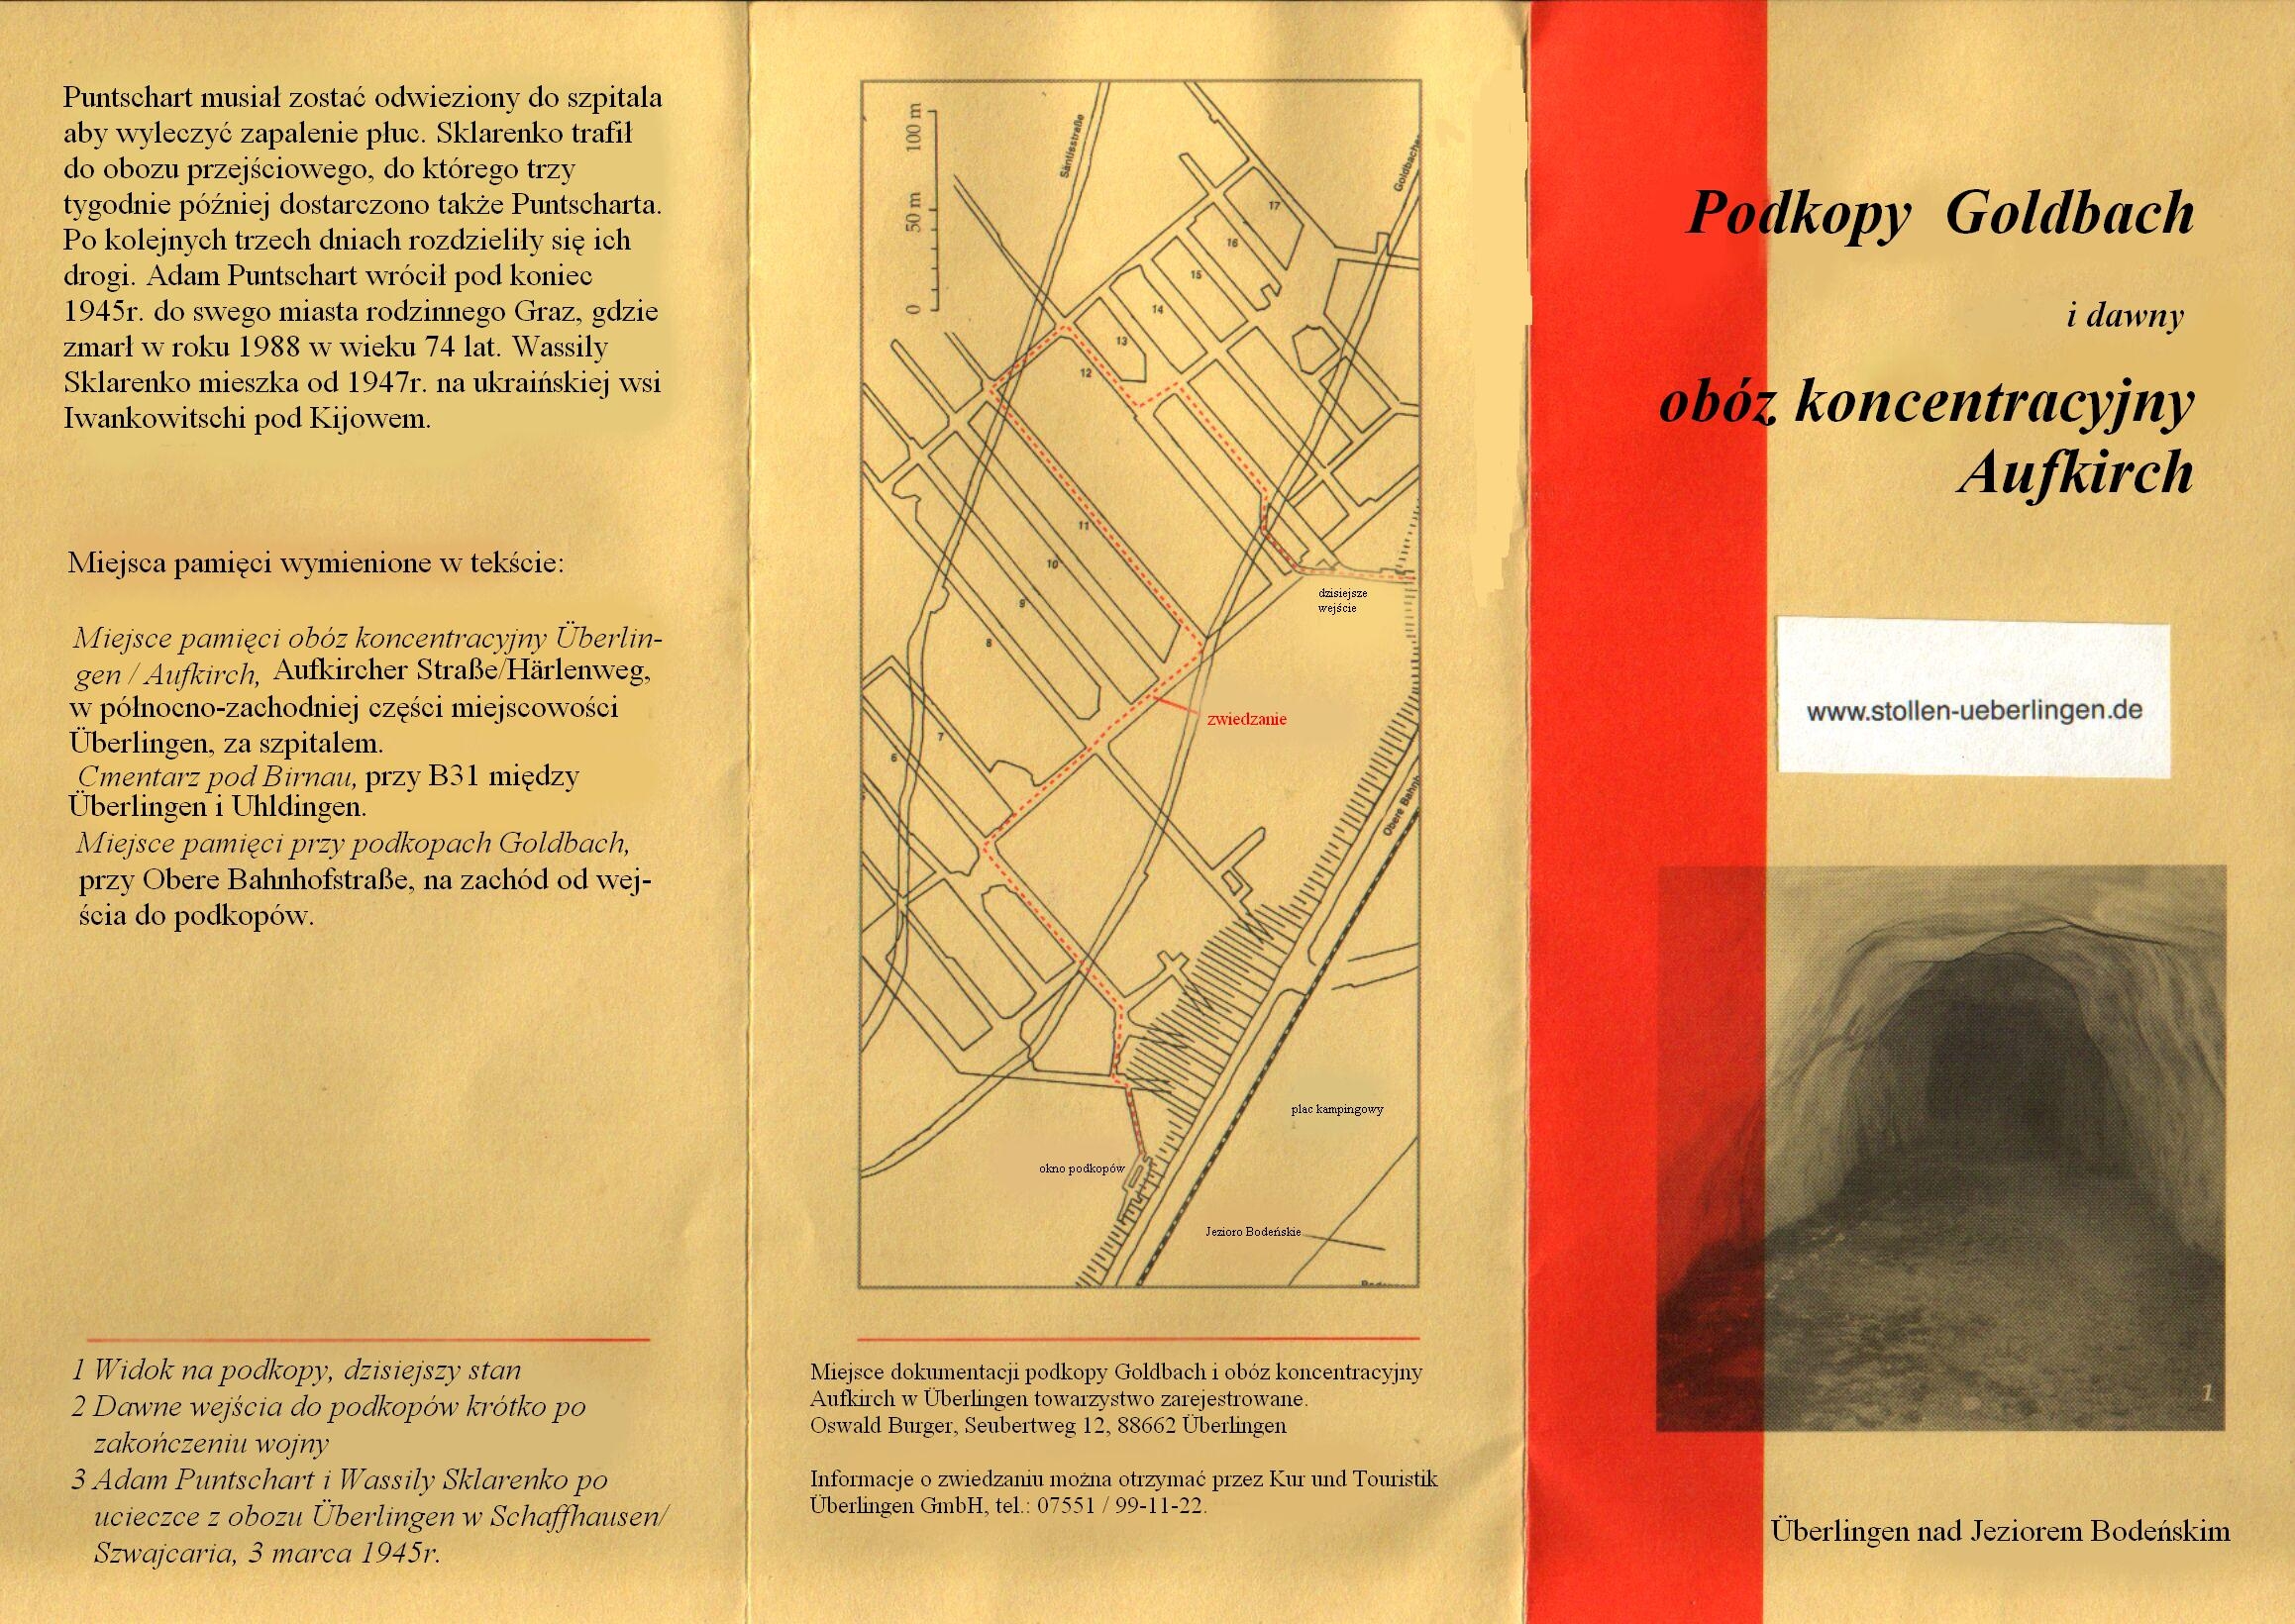 Puntschart musiał zostać odwieziony do szpitala
aby wyleczyć zapalenie płuc. Sklarenko trafił
do obozu przejściowego, do którego trzy
tygodnie później dostarczono także Puntscharta.
Po kolejnych trzech dniach rozdzieliły się ich
drogi. Adam Puntschart wrócił pod koniec
1945r. do swego miasta rodzinnego Graz, gdzie
zmarł w roku 1988 w wieku 74 lat. Wassily
Sklarenko mieszka od 1947r. na ukraińskiej wsi
Iwankowitschi pod Kijowem.
Miejsca pamięci wymienione w tekście:
Miejsce pamięci obóz koncentracyjny Überlin-
gen / Aufkirch, Aufkircher Straße/Härlenweg,
w północno-zachodniej części miejscowości
Überlingen, za szpitalem.
Cmentarz pod Birnau, przy B31 między
Überlingen i Uhldingen.
Miejsce pamięci przy podkopach Goldbach,
przy Obere Bahnhofstraße, na zachód od wej-
ścia do podkopów.
1 Widok na podkopy, dzisiejszy stan
2 Dawne wejścia do podkopów krótko po
zakończeniu wojny
3 Adam Puntschart i Wassily Sklarenko po
ucieczce z obozu Überlingen w Schaffhausen/
Szwajcaria, 3 marca 1945r.
100 m
50 m
0
Säntisstraße
Goldbacher
17
16
15
14
13
12
11
10
9
8
7
6
dzisiejsze
wejście
zwiedzanie
Obere Bahnh
plac kampingowy
okno podkopów
Jezioro Bodeńskie
Miejsce dokumentacji podkopy Goldbach i obóz koncentracyjny
Aufkirch w Überlingen towarzystwo zarejestrowane.
Oswald Burger, Seubertweg 12, 88662 Überlingen
Informacje o zwiedzaniu można otrzymać przez Kur und Touristik
Überlingen GmbH, tel.: 07551 / 99-11-22.
Podkopy Goldbach
i dawny
obóz koncentracyjny
Aufkirch
www.stollen-ueberlingen.de
1
Überlingen nad Jeziorem Bodeńskim